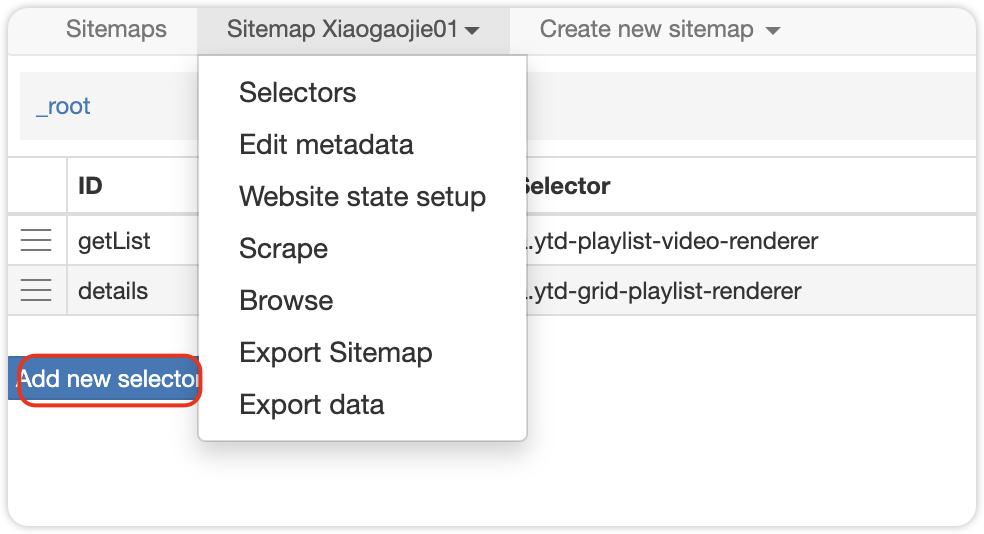 Sitemaps Sitemap Xiaogaojie01 Create new sitemap
_root
Selectors
Edit metadata
Website state setup
Scrape
Browse
Export Sitemap
Export data
ID Selector
getList .ytd-playlist-video-renderer
details .ytd-grid-playlist-renderer
Add new selector